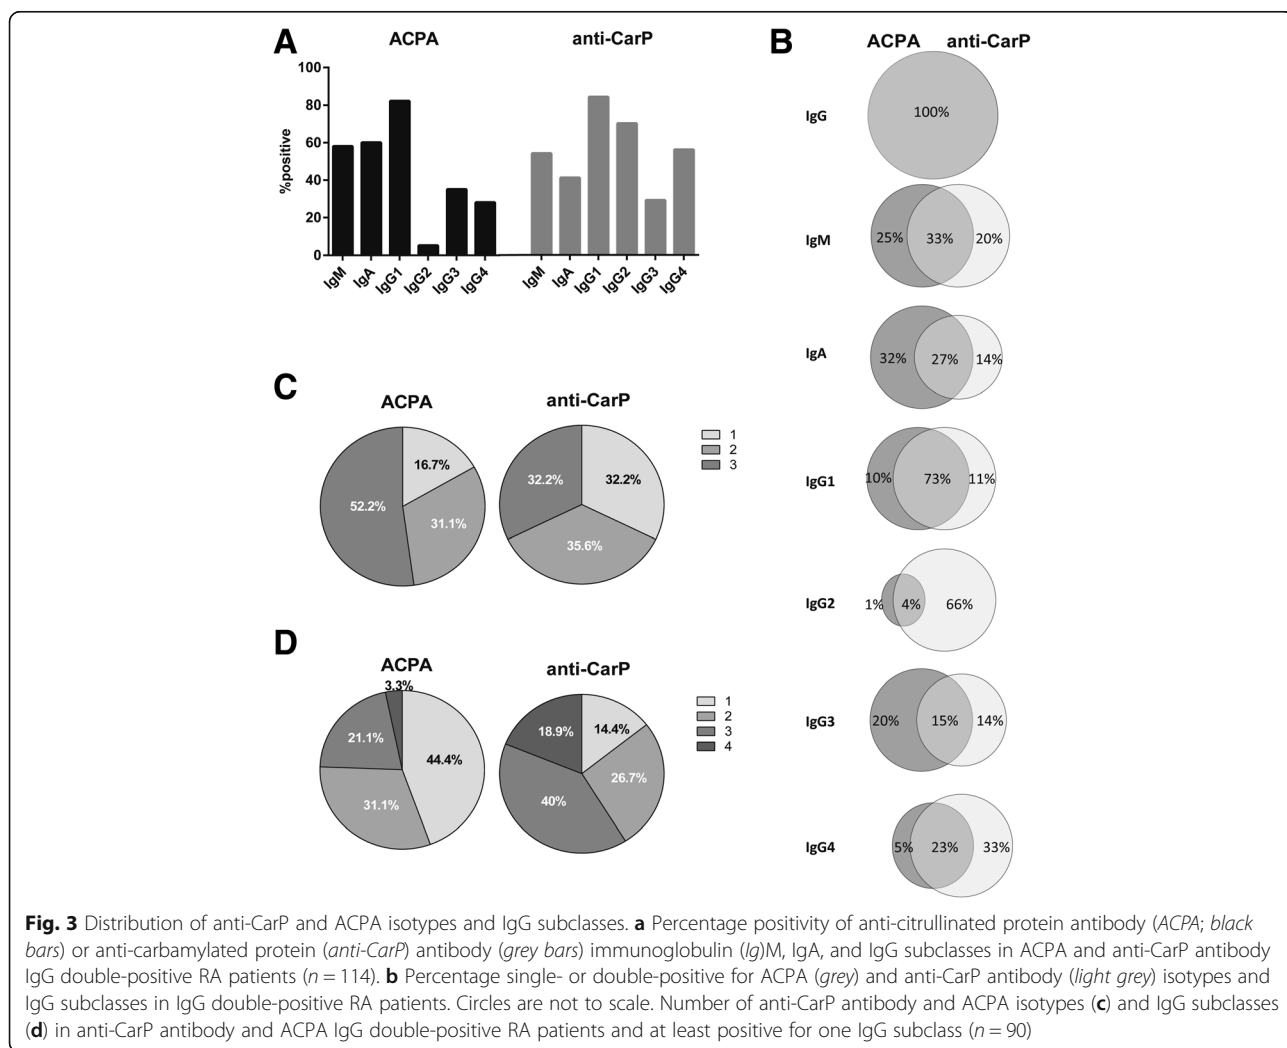 A
ACPA
anti-CarP
%positive
100
80
60
40
20
0
IgM
IgA
IgG1
IgG2
IgG3
IgG4
IgM
IgA
IgG1
IgG2
IgG3
IgG4
B
ACPA
anti-CarP
IgG
100%
IgM
25%
33%
20%
IgA
32%
27%
14%
IgG1
10%
73%
11%
IgG2
1%
4%
66%
IgG3
20%
15%
14%
IgG4
5%
23%
33%
C
ACPA
anti-CarP
16.7%
31.1%
52.2%
32.2%
32.2%
35.6%
1
2
3
D
ACPA
anti-CarP
3.3%
21.1%
44.4%
31.1%
18.9%
14.4%
26.7%
40%
1
2
3
4
Fig. 3 Distribution of anti-CarP and ACPA isotypes and IgG subclasses. a Percentage positivity of anti-citrullinated protein antibody (ACPA; black
bars) or anti-carbamylated protein (anti-CarP) antibody (grey bars) immunoglobulin (Ig)M, IgA, and IgG subclasses in ACPA and anti-CarP antibody
IgG double-positive RA patients (n = 114). b Percentage single- or double-positive for ACPA (grey) and anti-CarP antibody (light grey) isotypes and
IgG subclasses in IgG double-positive RA patients. Circles are not to scale. Number of anti-CarP antibody and ACPA isotypes (c) and IgG subclasses
(d) in anti-CarP antibody and ACPA IgG double-positive RA patients and at least positive for one IgG subclass (n = 90)